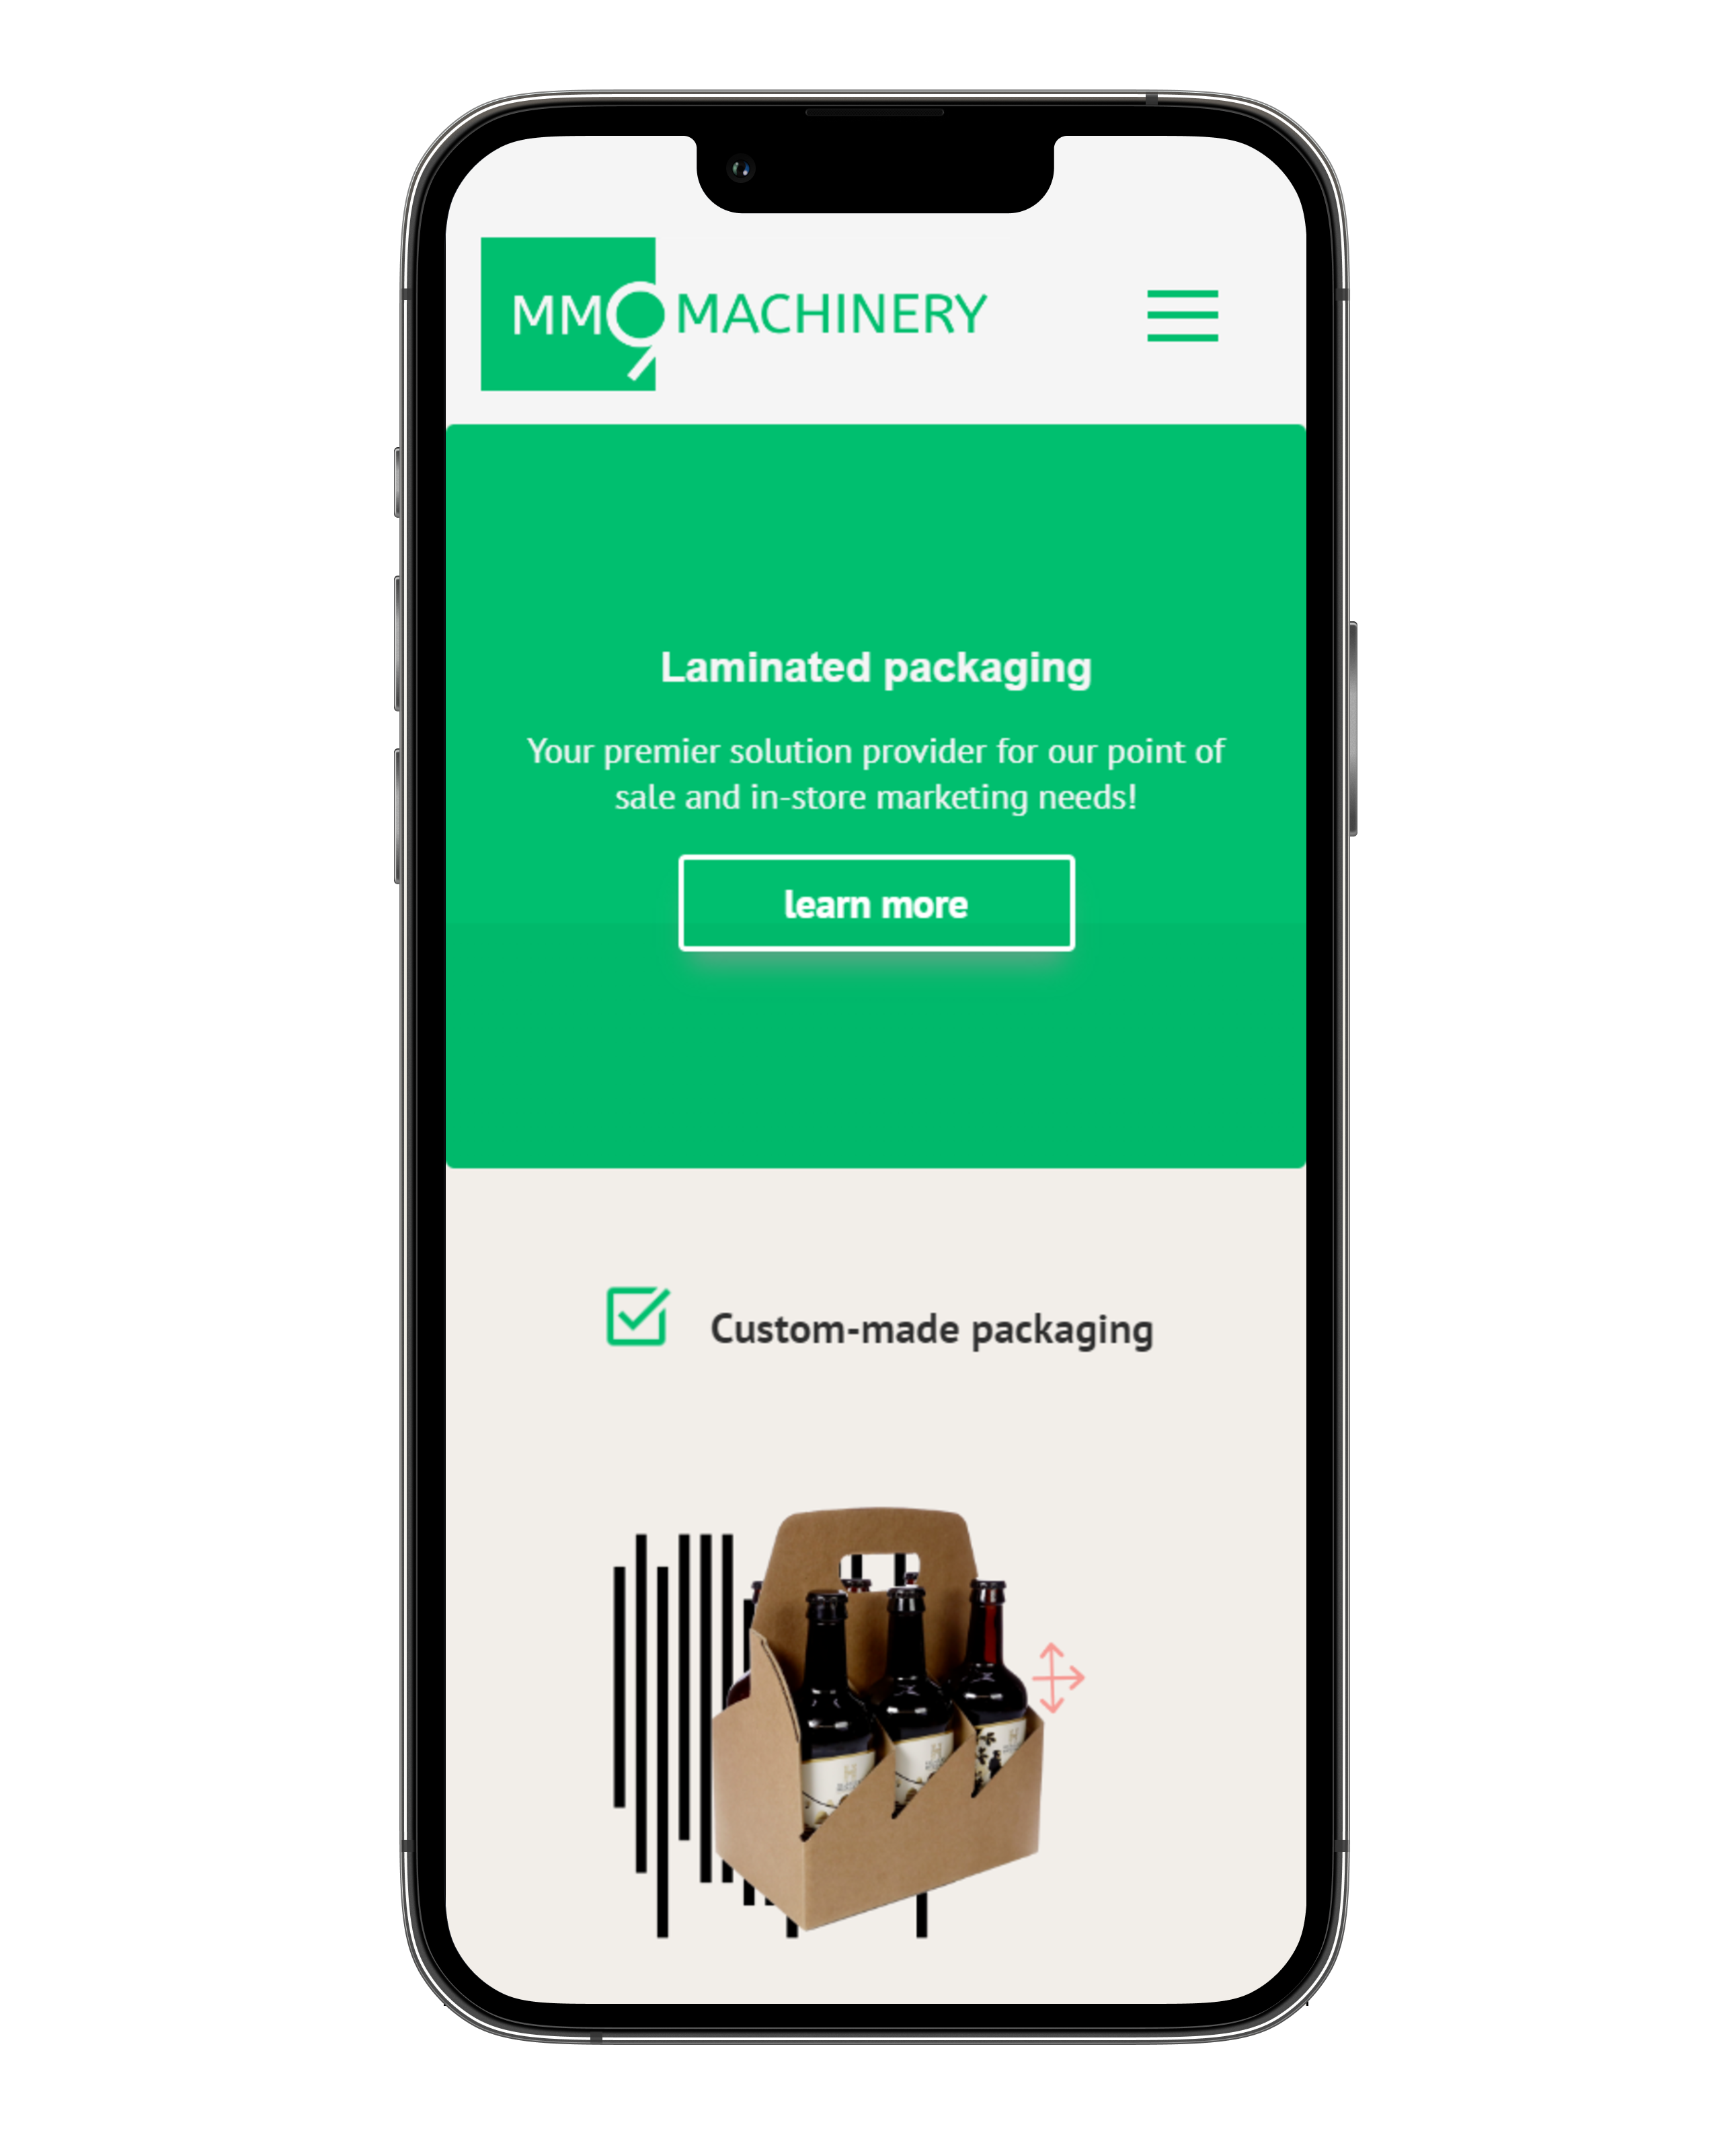 MM9 MACHINERY
Laminated packaging
Your premier solution provider for our point of
sale and in-store marketing needs!
learn more
Custom-made packaging